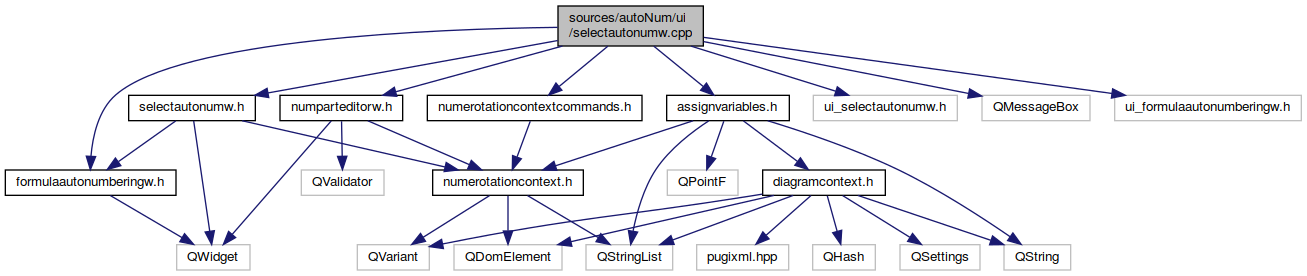 sources/autoNum/ui
/selectautonumw.cpp
selectautonumw.h
numparteditorw.h
numerotationcontextcommands.h
assignvariables.h
ui_selectautonumw.h
QMessageBox
ui_formulaautonumberingw.h
formulaautonumberingw.h
QValidator
numerotationcontext.h
QPointF
diagramcontext.h
QWidget
QVariant
QDomElement
QStringList
pugixml.hpp
QHash
QSettings
QString